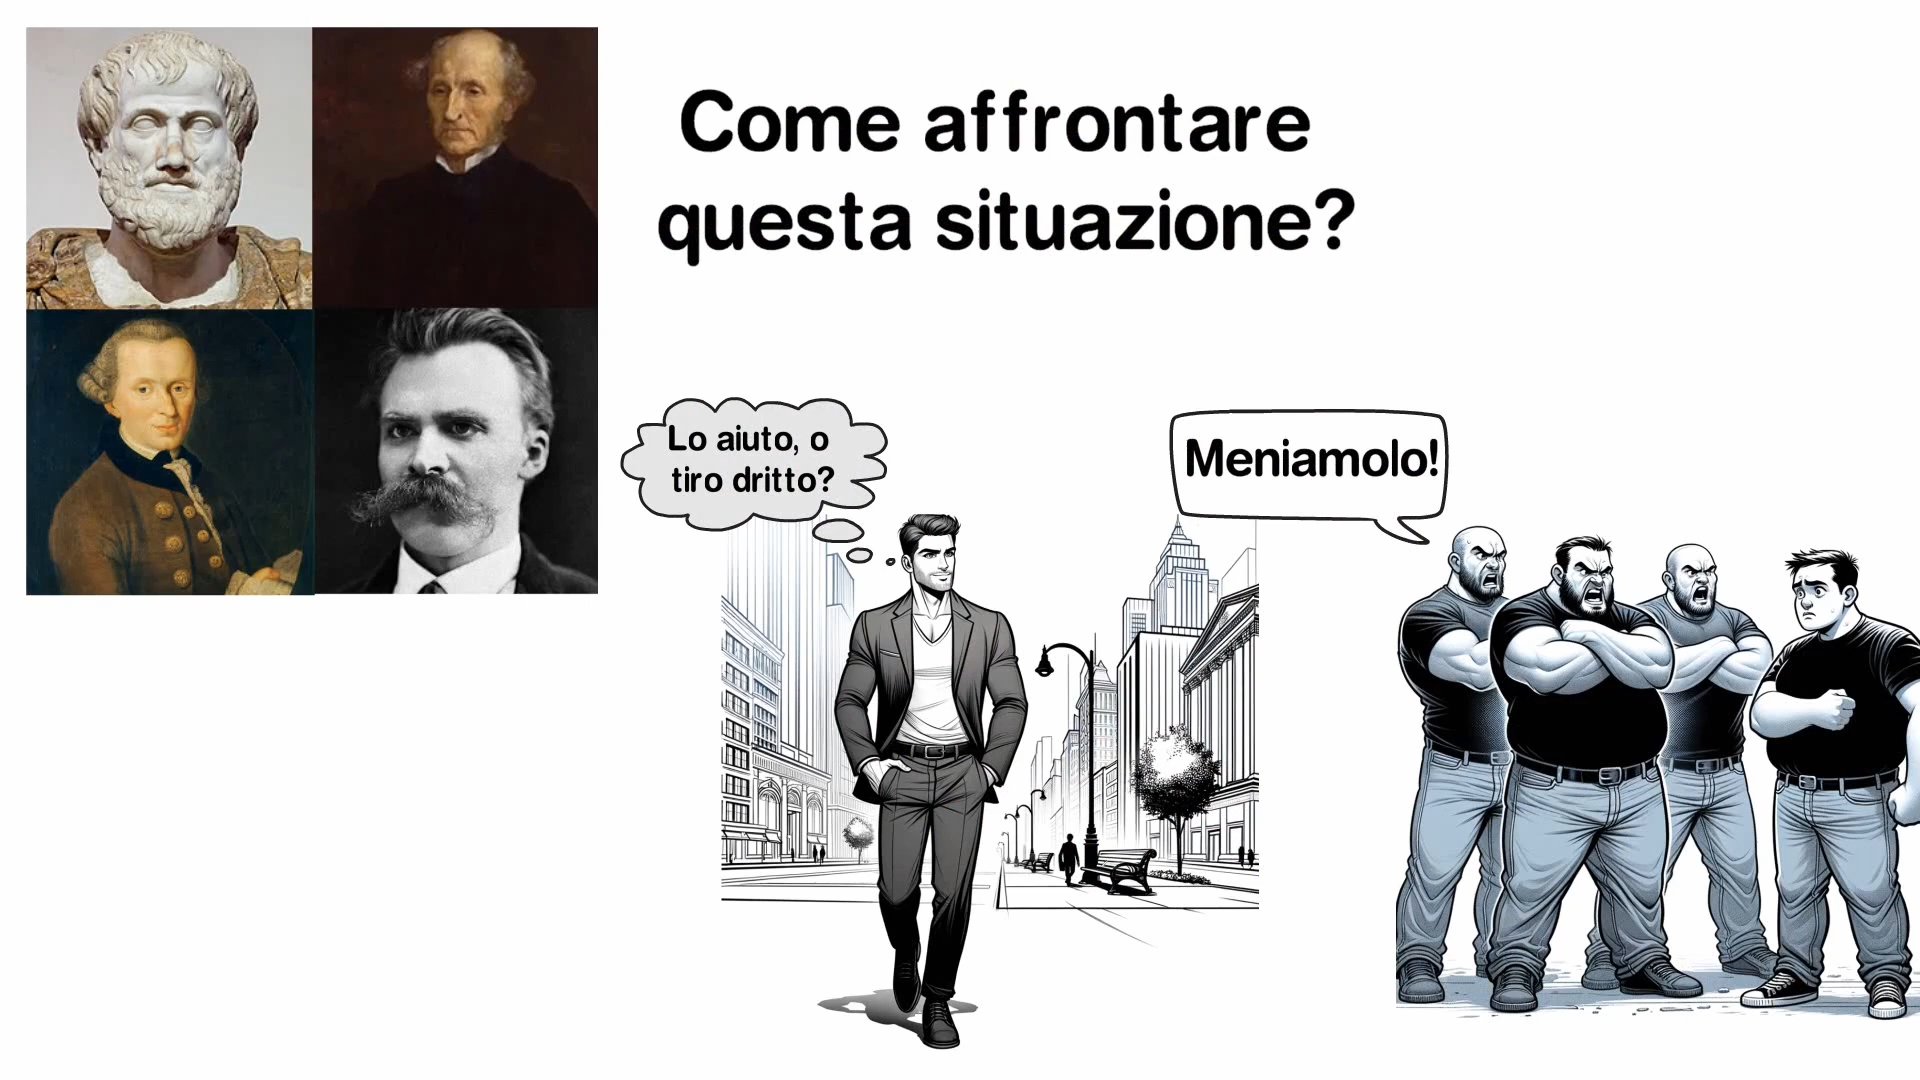 Come affrontare
questa situazione?
Lo aiuto, o
tiro dritto?
Meniamolo!